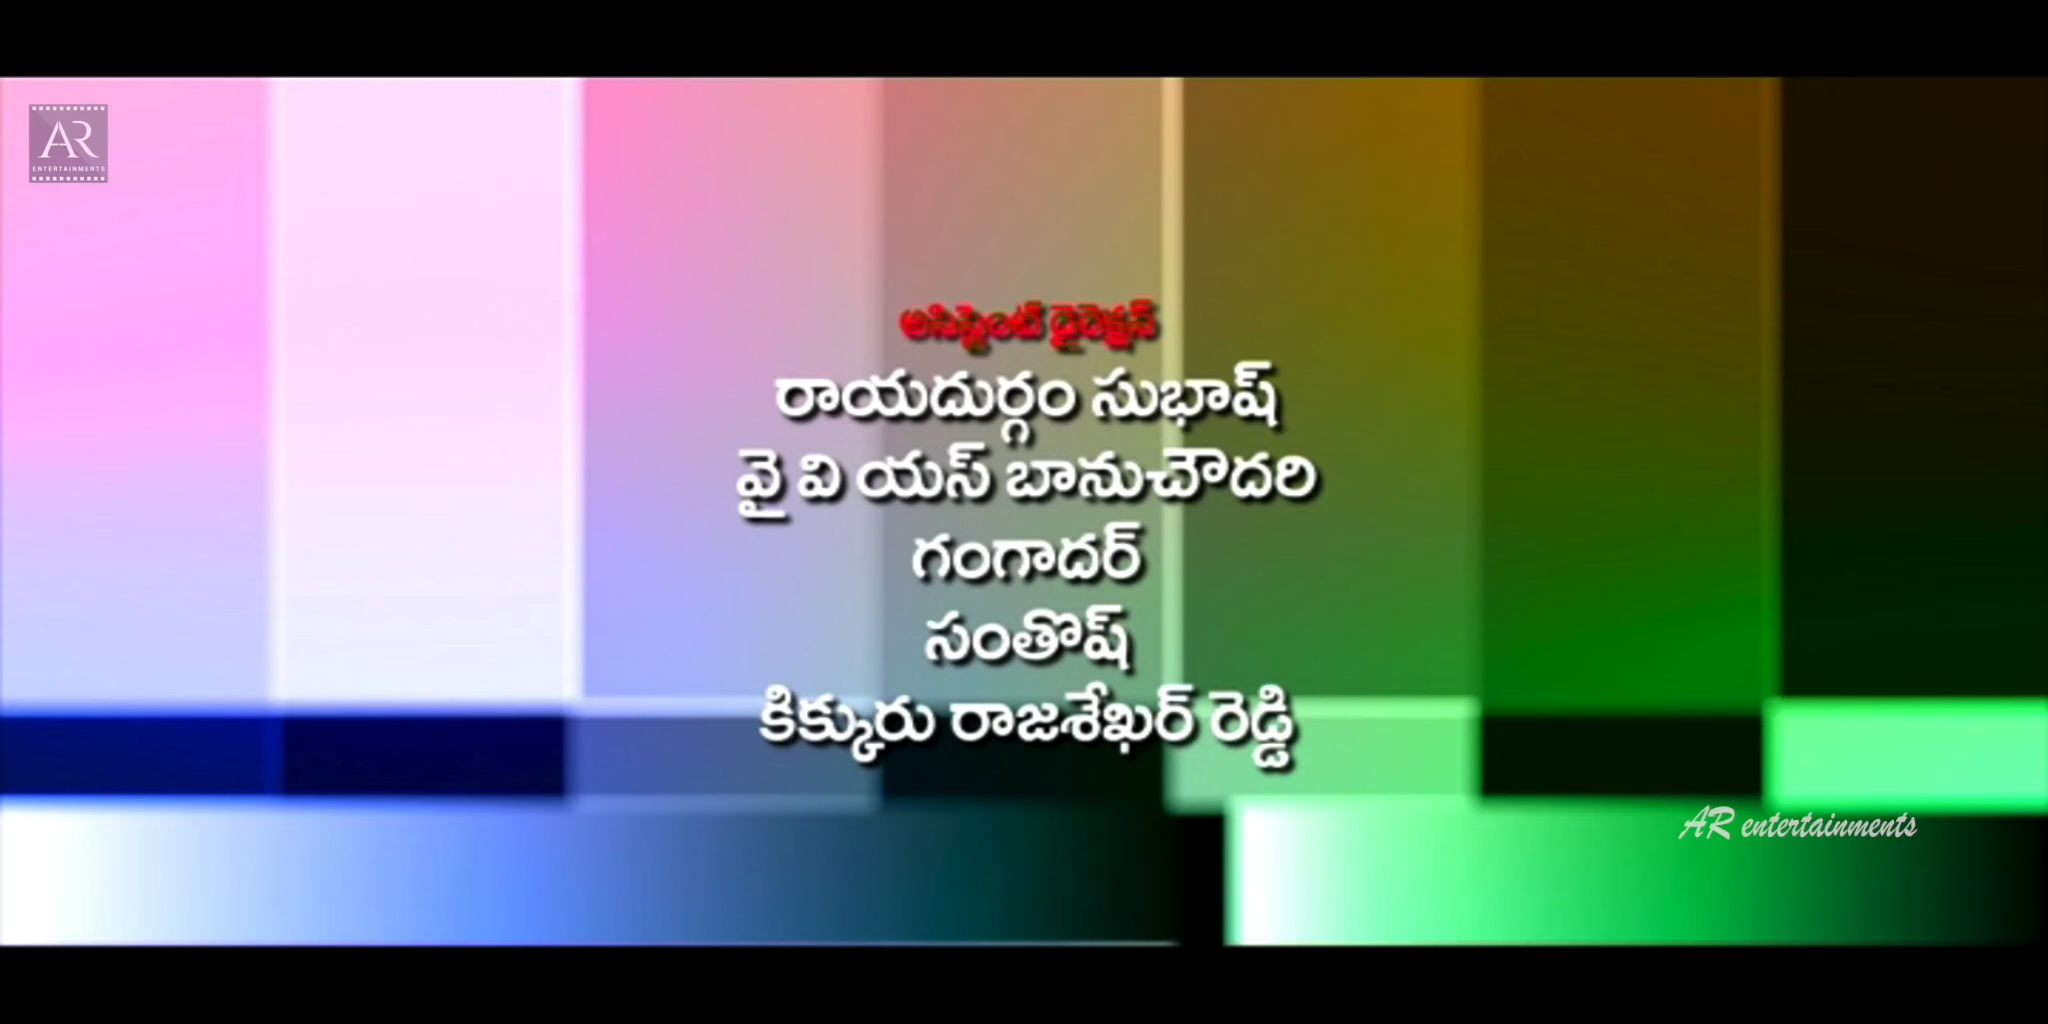 AR
ENTERTAINMENTS
అసిస్టెంట్ డైరెక్షన్
రాయదుర్గం సుభాష్
వై వి యస్ బానుచౌదరి
గంగాదర్
సంతోష్
కిక్కురు రాజశేఖర్ రెడ్డి
AR entertainments